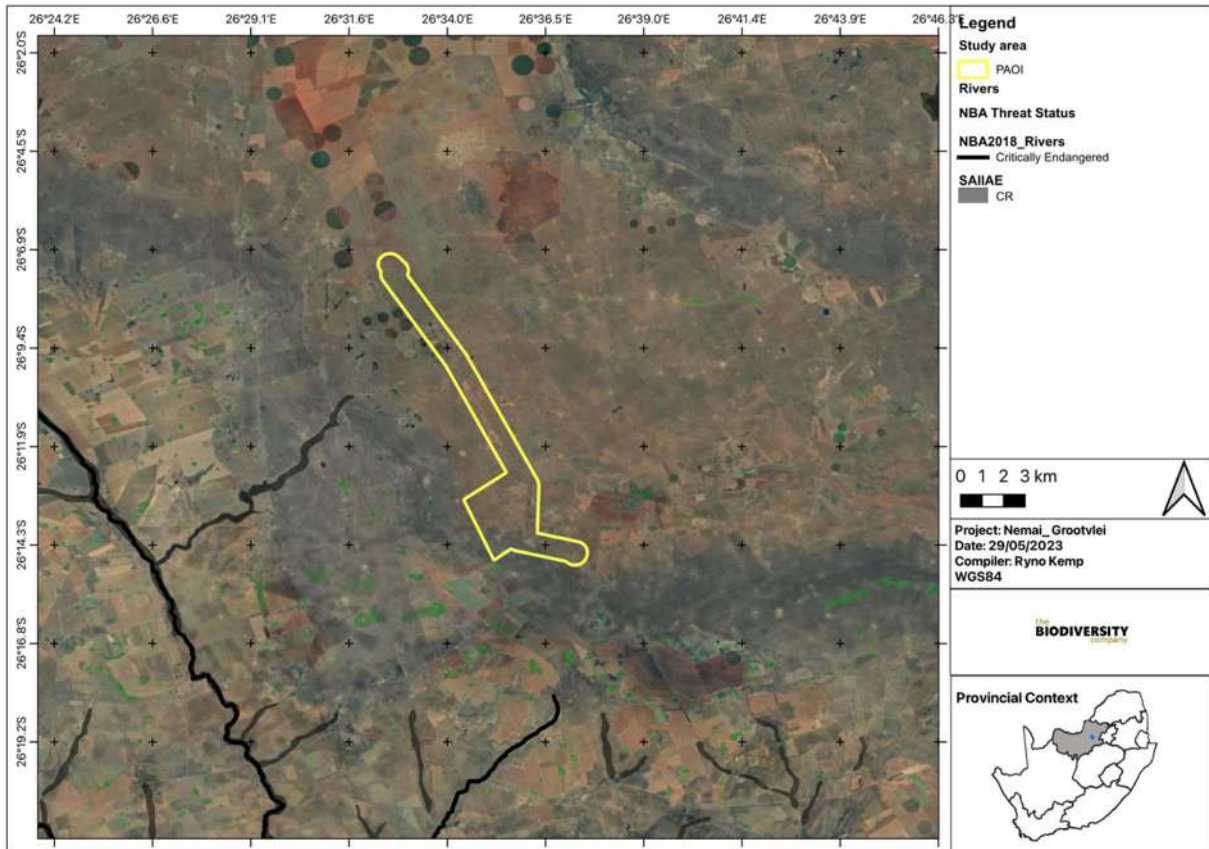 26°24.2'E 26°26.6'E 26°29.1'E 26°31.6'E 26°34.0'E 26°36.5'E 26°39.0'E 26°41.4'E 26°43.9'E 26°46.3'E
26°2.0'S
26°4.5'S
26°6.9'S
26°9.4'S
26°11.9'S
26°14.3'S
26°16.8'S
26°19.2'S
Legend
Study area
PAOI
Rivers
NBA Threat Status
NBA2018_Rivers
Critically Endangered
SAIIAE
CR
0 1 2 3 km
Project: Nemai_Grootvlei
Date: 29/05/2023
Compiler: Ryno Kemp
WGS84
the
BIODIVERSITY
company
Provincial Context